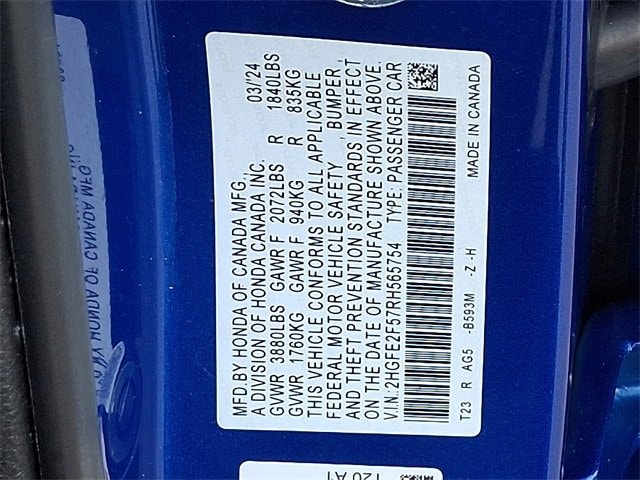 MFD.BY HONDA OF CANADA MFG., 03/24
A DIVISION OF HONDA CANADA INC.
GVWR 3880LBS GAWR F 2072LBS R 1840LBS
GVWR 1760KG GAWR F 940KG R 835KG
THIS VEHICLE CONFORMS TO ALL APPLICABLE
FEDERAL MOTOR VEHICLE SAFETY , BUMPER ,
AND THEFT PREVENTION STANDARDS IN EFFECT
ON THE DATE OF MANUFACTURE SHOWN ABOVE.
V.I.N.:2HGFE2F57RH565754 TYPE: PASSENGER CAR
T23 R AG5 -B593M -Z -H MADE IN CANADA
T20 A1